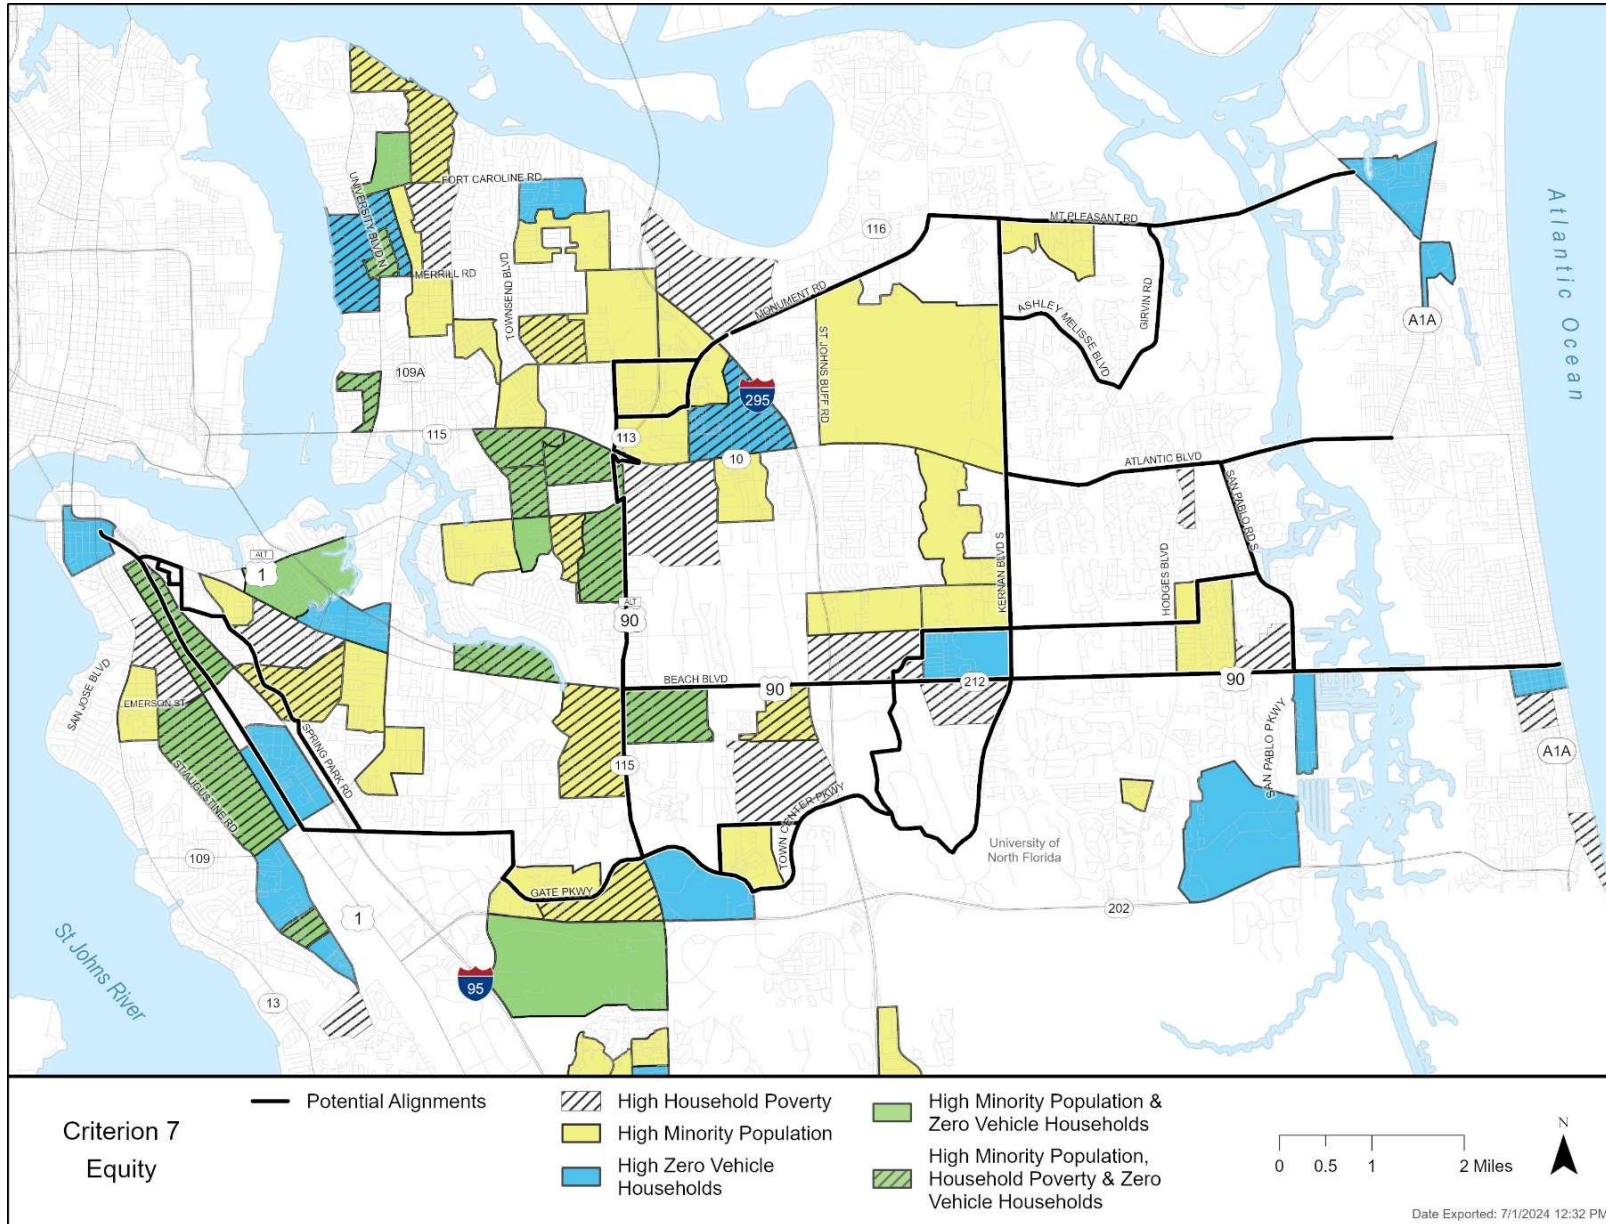 FORT CAROLINE RD
UNIVERSITY BLVD N
MERRILL RD
TOWNSEND BLVD
116
MT PLEASANT RD
MONUMENT RD
ST JOHNS BUFF RD
ASHLEY MELISSE BLVD
GIRVIN RD
A1A
Atlantic Ocean
109A
295
115
113
10
ATLANTIC BLVD
SAN PABLO RD S
HODGES BLVD
KERNAN BLVD S
ALT
1
ALT
90
SAN JOSE BLVD
EMERSON ST
BEACH BLVD
90
212
90
SPRING PARK RD
ST AUGUSTINE RD
115
SAN PABLO PKWY
A1A
TOWN CENTER PKWY
University of
North Florida
109
GATE PKWY
202
1
St Johns River
95
13
Criterion 7
Equity
Potential Alignments
High Household Poverty
High Minority Population
High Zero Vehicle
Households
High Minority Population &
Zero Vehicle Households
High Minority Population,
Household Poverty & Zero
Vehicle Households
0 0.5 1 2 Miles
N
Date Exported: 7/1/2024 12:32 PM